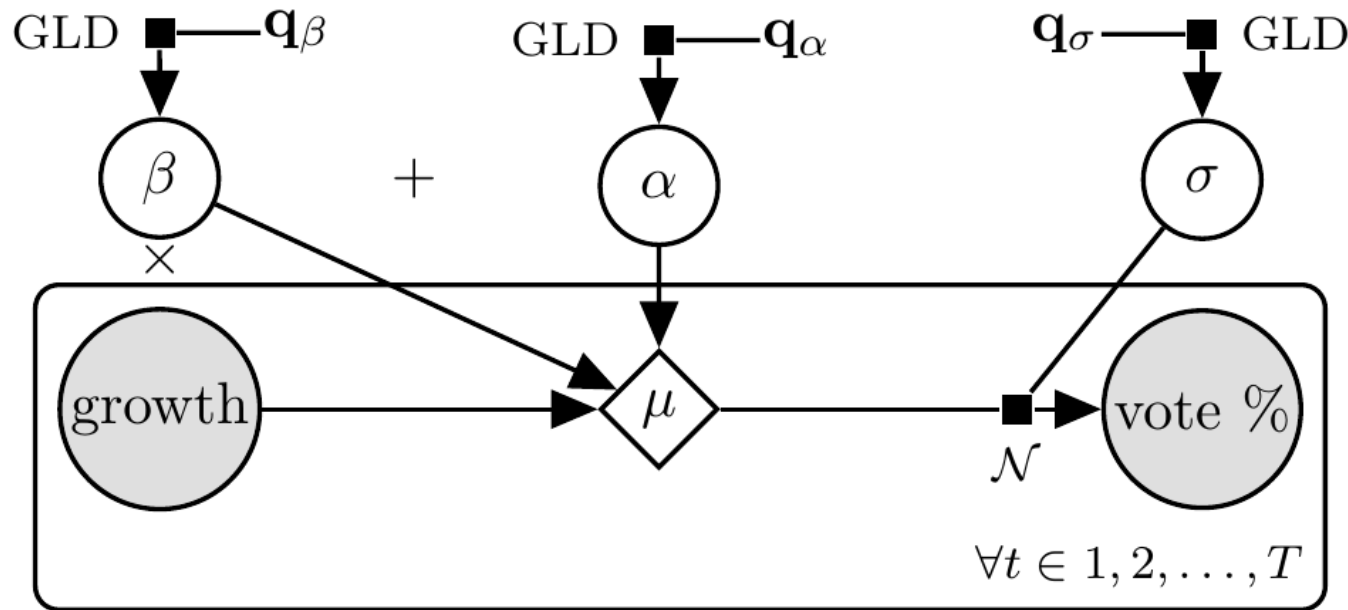 GLD q_β GLD q_α q_σ GLD
β + α σ
×
growth μ vote %
𝒩
∀t ∈ 1, 2, . . . , T